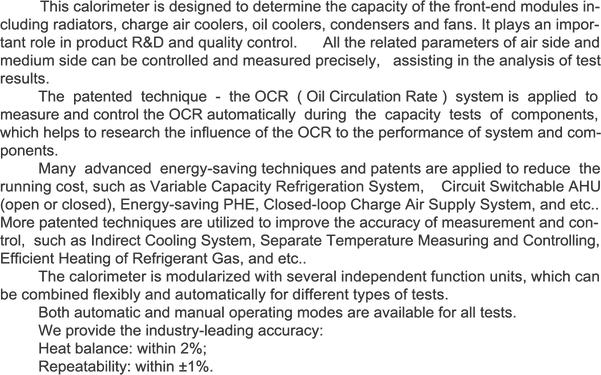 This calorimeter is designed to determine the capacity of the front-end modules in-
cluding radiators, charge air coolers, oil coolers, condensers and fans. It plays an impor-
tant role in product R&D and quality control. All the related parameters of air side and
medium side can be controlled and measured precisely, assisting in the analysis of test
results.
The patented technique - the OCR ( Oil Circulation Rate ) system is applied to
measure and control the OCR automatically during the capacity tests of components,
which helps to research the influence of the OCR to the performance of system and com-
ponents.
Many advanced energy-saving techniques and patents are applied to reduce the
running cost, such as Variable Capacity Refrigeration System, Circuit Switchable AHU
(open or closed), Energy-saving PHE, Closed-loop Charge Air Supply System, and etc..
More patented techniques are utilized to improve the accuracy of measurement and con-
trol, such as Indirect Cooling System, Separate Temperature Measuring and Controlling,
Efficient Heating of Refrigerant Gas, and etc..
The calorimeter is modularized with several independent function units, which can
be combined flexibly and automatically for different types of tests.
Both automatic and manual operating modes are available for all tests.
We provide the industry-leading accuracy:
Heat balance: within 2%;
Repeatability: within ±1%.